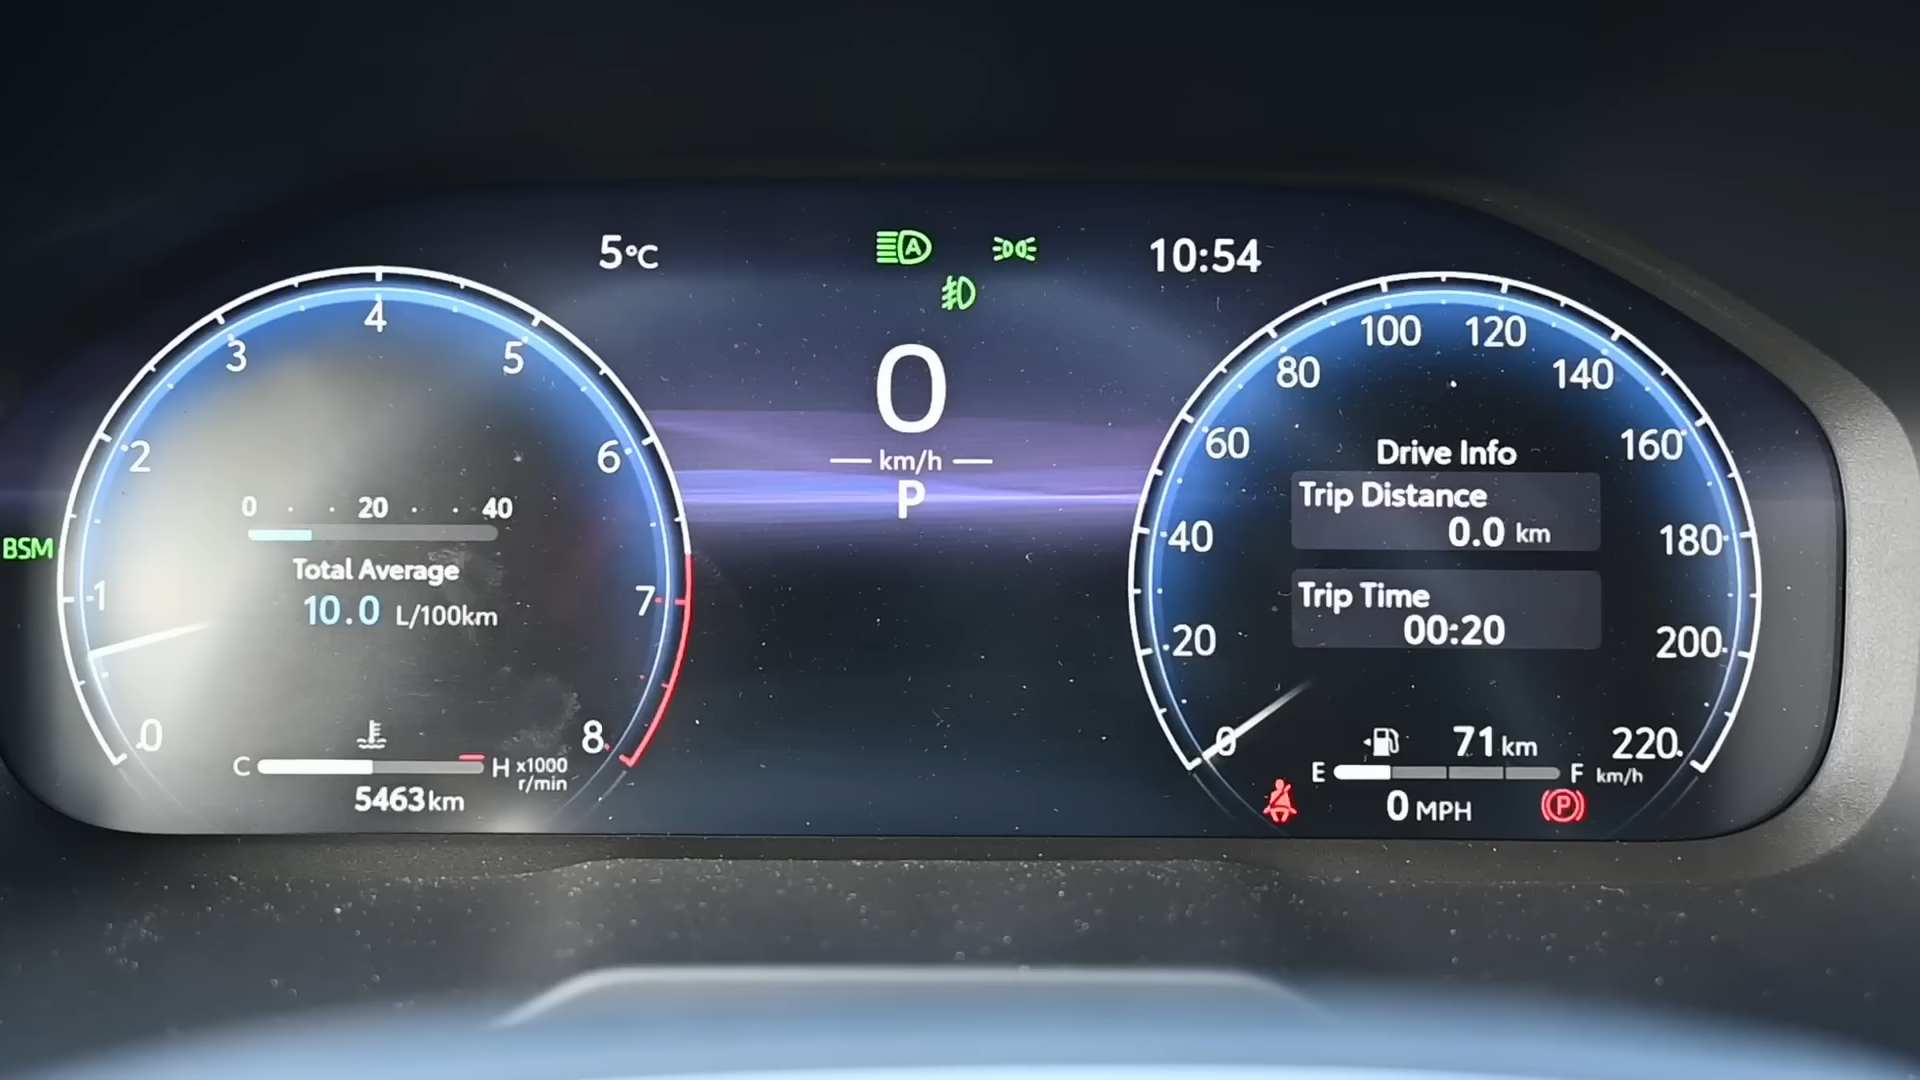 5°C
A
10:54
0
km/h
P
BSM
0 1 2 3 4 5 6 7 8
x1000
r/min
0 20 40
Total Average
10.0 L/100km
C H
5463 km
0 20 40 60 80 100 120 140 160 180 200 220
km/h
Drive Info
Trip Distance
0.0 km
Trip Time
00:20
71 km
E F
0 MPH
P